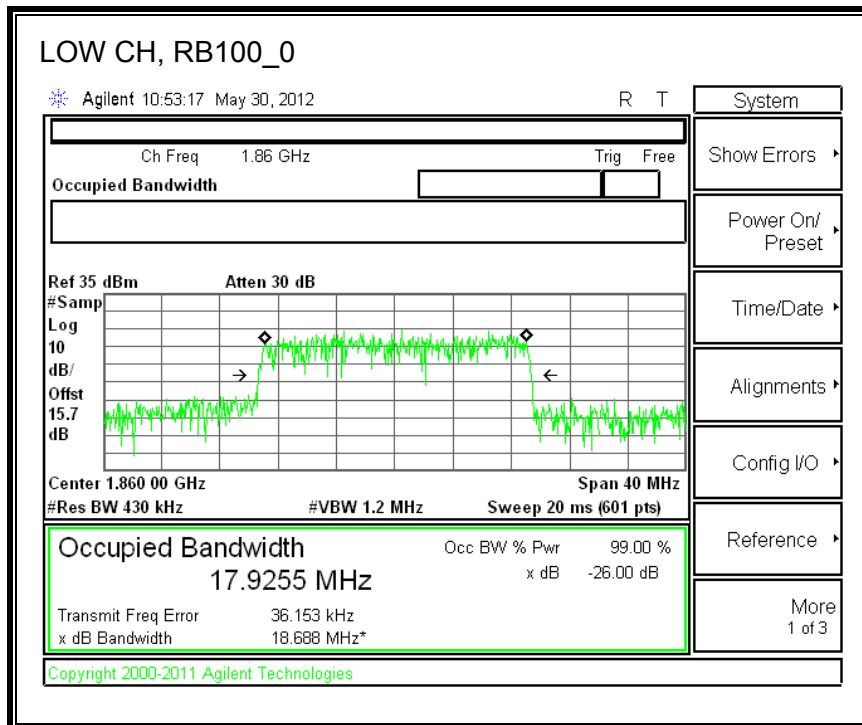 LOW CH, RB100_0
Agilent 10:53:17 May 30, 2012 R T
System
Ch Freq 1.86 GHz Trig Free
Occupied Bandwidth
Show Errors
Power On/
Preset
Time/Date
Alignments
Config I/O
Reference
More
1 of 3
Ref 35 dBm Atten 30 dB
#Samp
Log
10
dB/
Offst
15.7
dB
Center 1.860 00 GHz Span 40 MHz
#Res BW 430 kHz #VBW 1.2 MHz Sweep 20 ms (601 pts)
Occupied Bandwidth Occ BW % Pwr 99.00 %
17.9255 MHz x dB -26.00 dB
Transmit Freq Error 36.153 kHz
x dB Bandwidth 18.688 MHz*
Copyright 2000-2011 Agilent Technologies